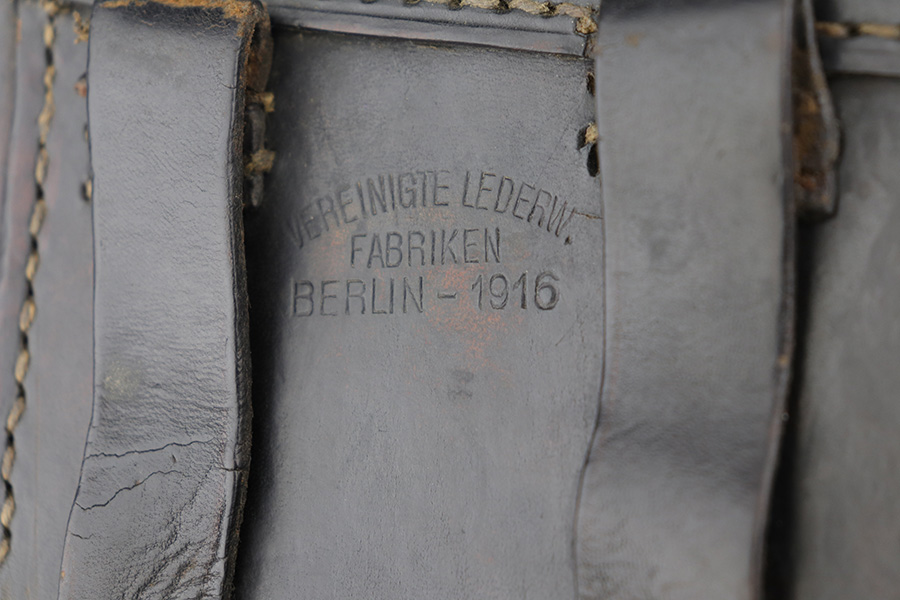 VEREINIGTE LEDERW.
FABRIKEN
BERLIN - 1916